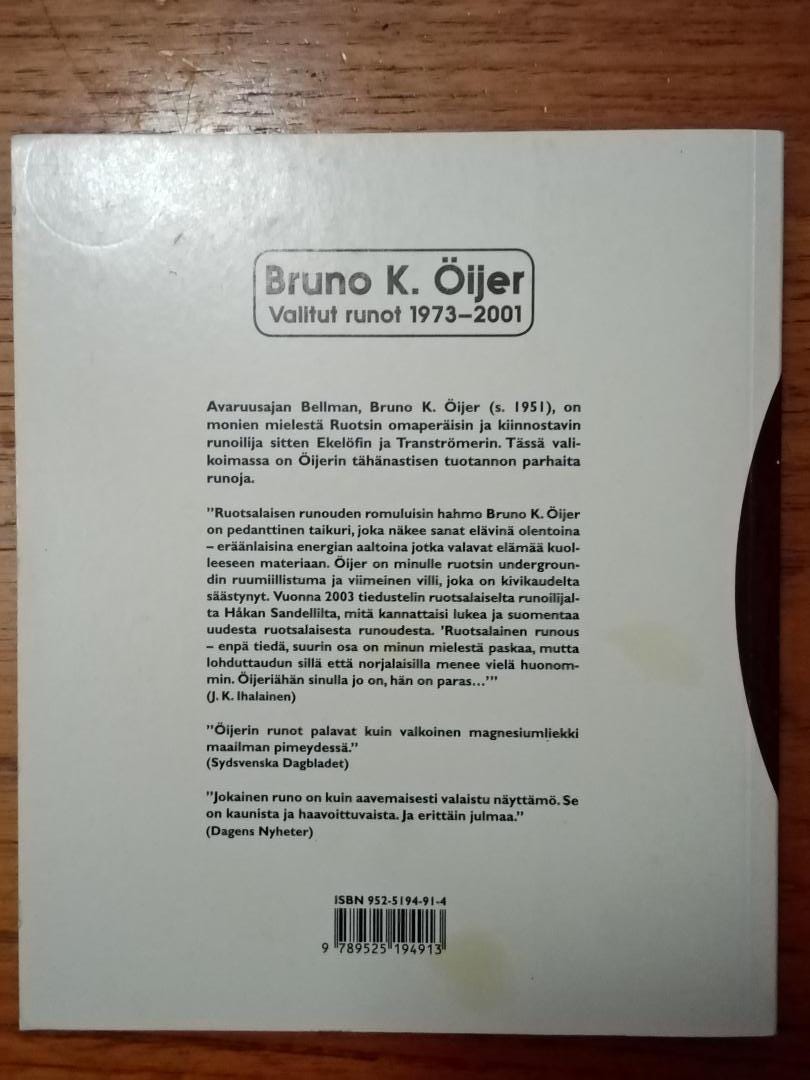 Bruno K. Öijer
Valitut runot 1973–2001
Avaruusajan Bellman, Bruno K. Öijer (s. 1951), on
monien mielestä Ruotsin omaperäisin ja kiinnostavin
runoilija sitten Ekelöfin ja Tranströmerin. Tässä vali-
koimassa on Öijerin tähänastisen tuotannon parhaita
runoja.
"Ruotsalaisen runouden romuluisin hahmo Bruno K. Öijer
on pedanttinen taikuri, joka näkee sanat elävinä olentoina
– eräänlaisina energian aaltoina jotka valavat elämää kuol-
leeseen materiaan. Öijer on minulle ruotsin undergroun-
din ruumiillistuma ja viimeinen villi, joka on kivikaudelta
säästynyt. Vuonna 2003 tiedustelin ruotsalaiselta runoilijal-
ta Håkan Sandellilta, mitä kannattaisi lukea ja suomentaa
uudesta ruotsalaisesta runoudesta. 'Ruotsalainen runous
– enpä tiedä, suurin osa on minun mielestä paskaa, mutta
lohduttaudun sillä että norjalaisilla menee vielä huonom-
min. Öijeriähän sinulla jo on, hän on paras...'"
(J. K. Ihalainen)
"Öijerin runot palavat kuin valkoinen magnesiumliekki
maailman pimeydessä."
(Sydsvenska Dagbladet)
"Jokainen runo on kuin aavemaisesti valaistu näyttämö. Se
on kaunista ja haavoittuvaista. Ja erittäin julmaa."
(Dagens Nyheter)
ISBN 952-5194-91-4
9 789525 194913